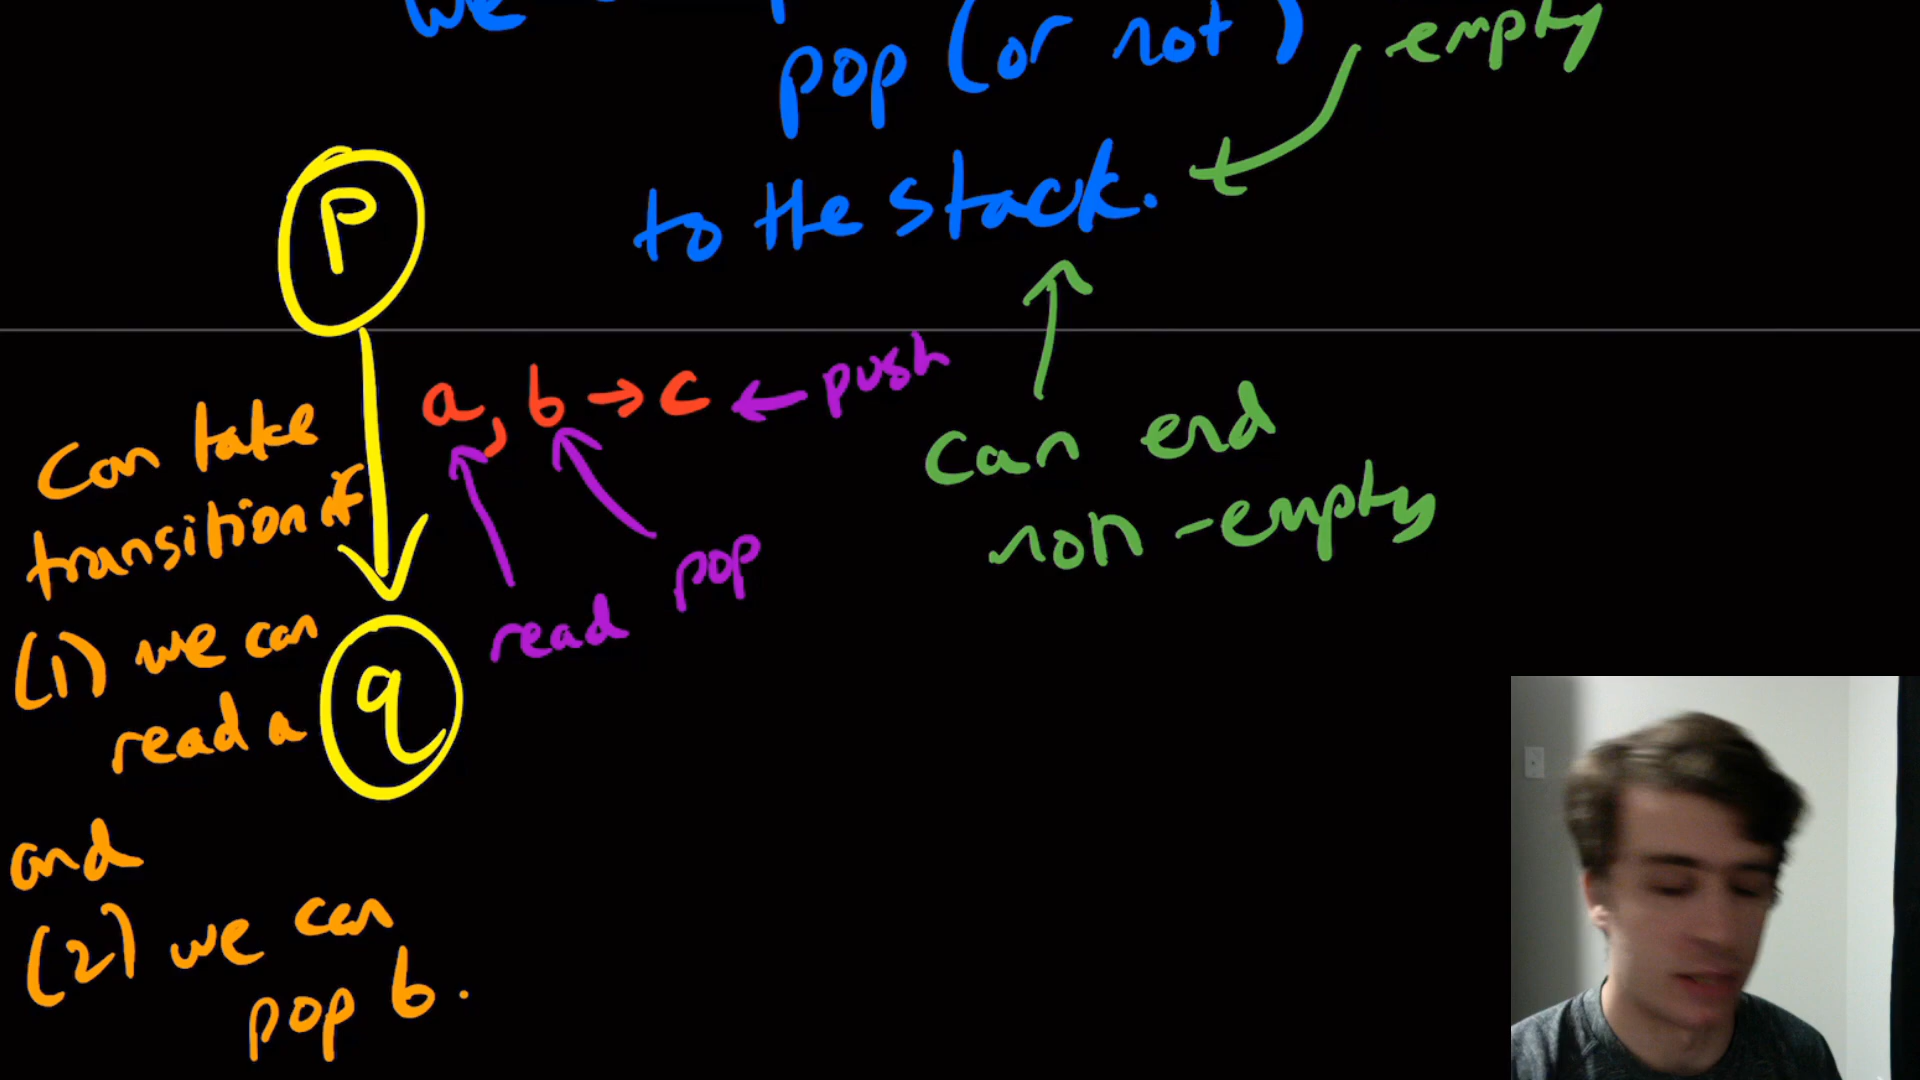 we
pop (or not)
empty
to the stack.
P
a, b → c ← push
can end
non-empty
read
pop
Can take
transition if
(1) we can
read a
q
and
(2) we can
pop b.